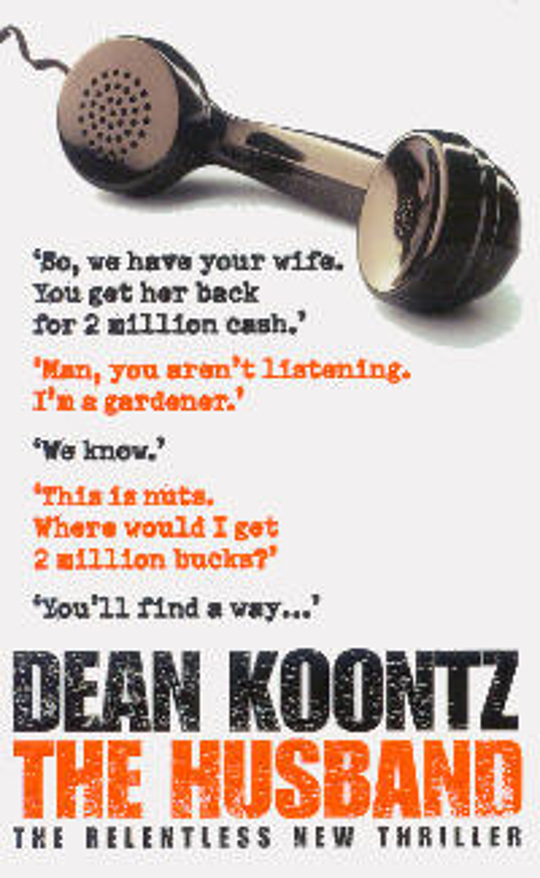 ‘So, we have your wife.
You get her back
for 2 million cash.’
‘Man, you aren’t listening.
I’m a gardener.’
‘We know.’
‘This is nuts.
Where would I get
2 million bucks?’
‘You’ll find a way...’
DEAN KOONTZ
THE HUSBAND
THE RELENTLESS NEW THRILLER